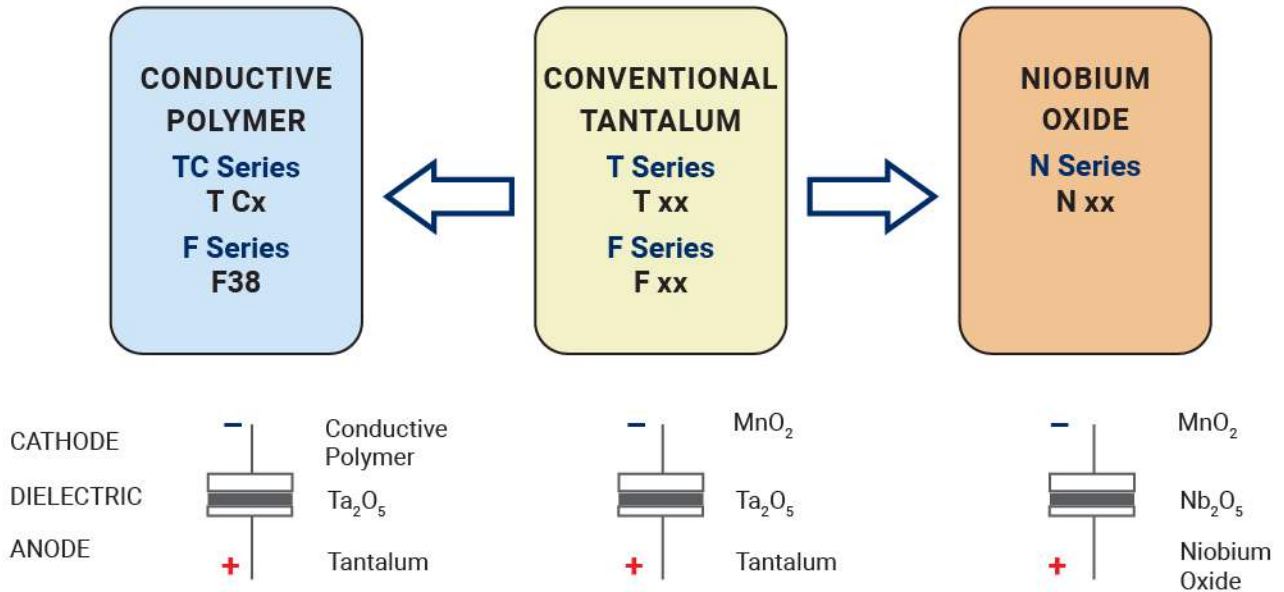 CONDUCTIVE
POLYMER
TC Series
T Cx
F Series
F38
CONVENTIONAL
TANTALUM
T Series
T xx
F Series
F xx
NIOBIUM
OXIDE
N Series
N xx
CATHODE
DIELECTRIC
ANODE
−
Conductive
Polymer
Ta₂O₅
+
Tantalum
−
MnO₂
Ta₂O₅
+
Tantalum
−
MnO₂
Nb₂O₅
+
Niobium
Oxide